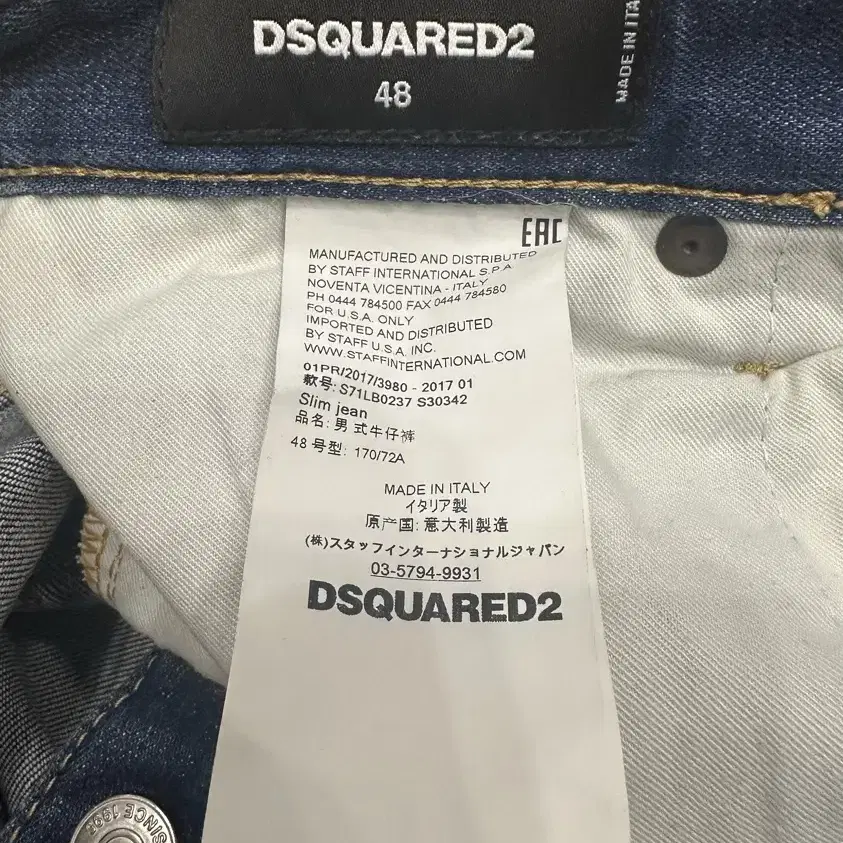 DSQUARED2
48
MADE IN ITA
EAC
MANUFACTURED AND DISTRIBUTED
BY STAFF INTERNATIONAL S.P.A
NOVENTA VICENTINA - ITALY
PH 0444 784500 FAX 0444 784580
FOR U.S.A. ONLY
IMPORTED AND DISTRIBUTED
BY STAFF U.S.A. INC.
WWW.STAFFINTERNATIONAL.COM
01PR/2017/3980 - 2017 01
款号: S71LB0237 S30342
Slim jean
品名: 男 式牛仔裤
48 号型: 170/72A
MADE IN ITALY
イタリア製
原产国: 意大利製造
(株)スタッフインターナショナルジャパン
03-5794-9931
DSQUARED2
SINCE 1995